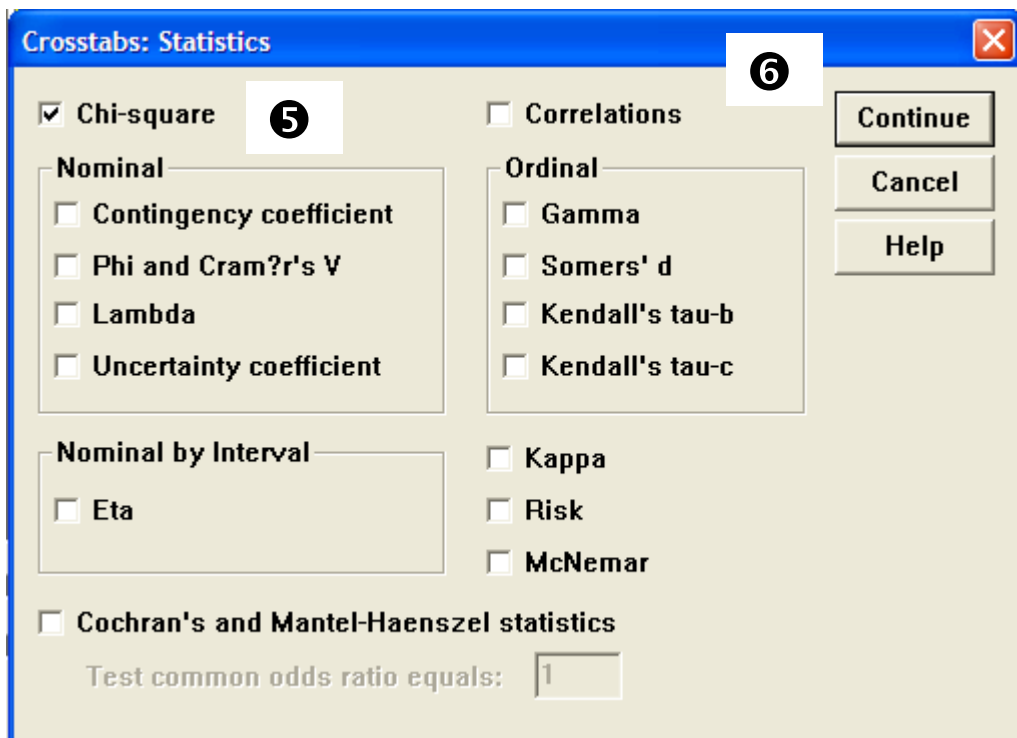 Crosstabs: Statistics
❻
Chi-square
❺
Correlations
Continue
Nominal
Contingency coefficient
Phi and Cram?r's V
Lambda
Uncertainty coefficient
Ordinal
Gamma
Somers' d
Kendall's tau-b
Kendall's tau-c
Cancel
Help
Nominal by Interval
Eta
Kappa
Risk
McNemar
Cochran's and Mantel-Haenszel statistics
Test common odds ratio equals: 1